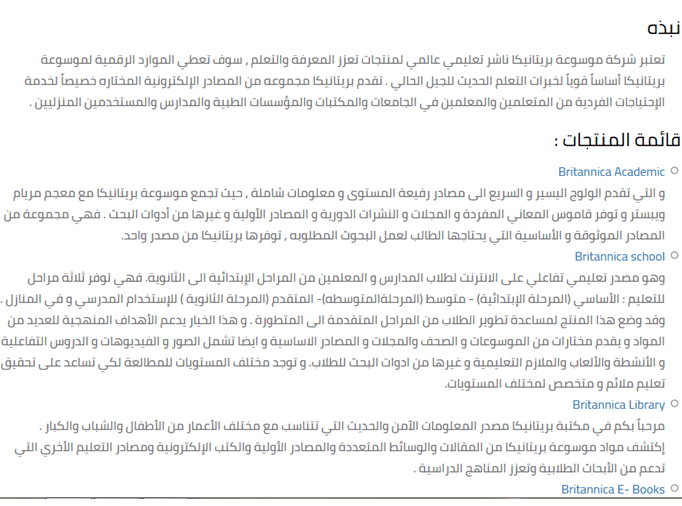 نبذه
تعتبر شركة موسوعة بريتانيكا ناشر تعليمي عالمي لمنتجات تعزز المعرفة والتعلم , سوف تعطي الموارد الرقمية لموسوعة
بريتانيكا أساساً قوياً لخبرات التعلم الحديث للجيل الحالي . تقدم بريتانيكا مجموعه من المصادر الإلكترونية المختاره خصيصاً لخدمة
الإحتياجات الفردية من المتعلمين والمعلمين في الجامعات والمكتبات والمؤسسات الطبية والمدارس والمستخدمين المنزليين .
قائمة المنتجات :
Britannica Academic
و التي تقدم الولوج اليسير و السريع الى مصادر رفيعة المستوى و معلومات شاملة , حيث تجمع موسوعة بريتانيكا مع معجم مريام
ويبستر و توفر قاموس المعاني المفردة و المجلات و النشرات الدورية و المصادر الأولية و غيرها من أدوات البحث . فهي مجموعة من
المصادر الموثوقة و الأساسية التي يحتاجها الطالب لعمل البحوث المطلوبه , توفرها بريتانيكا من مصدر واحد.
Britannica school
وهو مصدر تعليمي تفاعلي على الانترنت لطلاب المدارس و المعلمين من المراحل الإبتدائية الى الثانوية. فهي توفر ثلاثة مراحل
للتعليم : الأساسي (المرحلة الإبتدائية) - متوسط (المرحلةالمتوسطه)- المتقدم (المرحلة الثانوية ) للإستخدام المدرسي و في المنازل .
وقد وضع هذا المنتج لمساعدة تطوير الطلاب من المراحل المتقدمة الى المتطورة . و هذا الخيار يدعم الأهداف المنهجية للعديد من
المواد و يقدم مختارات من الموسوعات و الصحف والمجلات و المصادر الاساسية و ايضا تشمل الصور و الفيديوهات و الدروس التفاعلية
و الأنشطة والألعاب والملازم التعليمية و غيرها من ادوات البحث للطلاب. و توجد مختلف المستويات للمطالعة لكي تساعد على تحقيق
تعليم ملائم و متخصص لمختلف المستويات.
Britannica Library
مرحباً بكم في مكتبة بريتانيكا مصدر المعلومات الآمن والحديث التي تتناسب مع مختلف الأعمار من الأطفال والشباب والكبار .
إكتشف مواد موسوعة بريتانيكا من المقالات والوسائط المتعددة والمصادر الأولية والكتب الإلكترونية ومصادر التعليم الأخري التي
تدعم من الأبحاث الطلابية وتعزز المناهج الدراسية .
Britannica E- Books